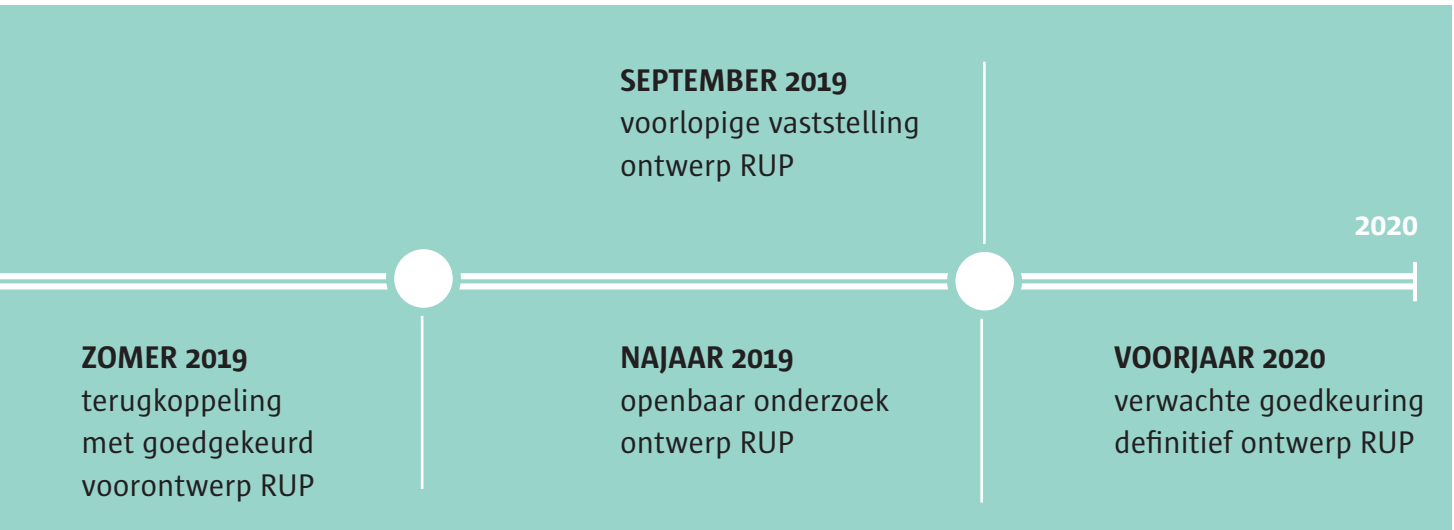 SEPTEMBER 2019
voorlopige vaststelling
ontwerp RUP
2020
ZOMER 2019
terugkoppeling
met goedgekeurd
voorontwerp RUP
NAJAAR 2019
openbaar onderzoek
ontwerp RUP
VOORJAAR 2020
verwachte goedkeuring
definitief ontwerp RUP